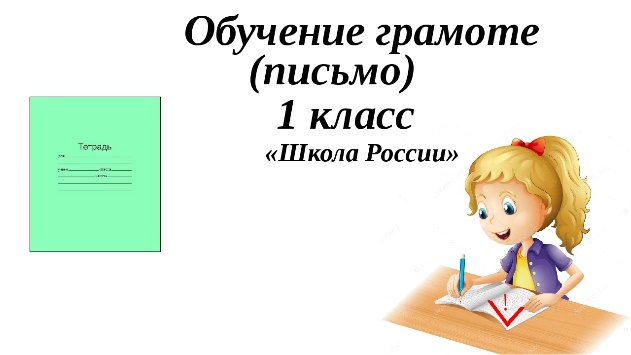 Обучение грамоте
(письмо)
1 класс
«Школа России»
Тетрадь
!